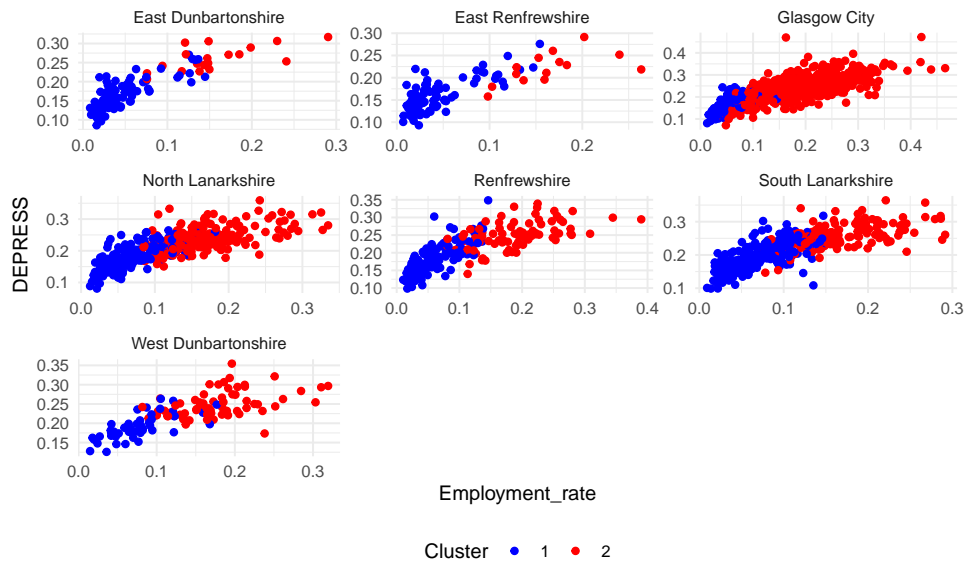 East Dunbartonshire
0.30
0.25
0.20
0.15
0.10
0.0 0.1 0.2 0.3
East Renfrewshire
0.30
0.25
0.20
0.15
0.10
0.0 0.1 0.2
Glasgow City
0.4
0.3
0.2
0.1
0.0 0.1 0.2 0.3 0.4
DEPRESS
North Lanarkshire
0.3
0.2
0.1
0.0 0.1 0.2 0.3
Renfrewshire
0.35
0.30
0.25
0.20
0.15
0.10
0.0 0.1 0.2 0.3 0.4
South Lanarkshire
0.3
0.2
0.1
0.0 0.1 0.2 0.3
West Dunbartonshire
0.35
0.30
0.25
0.20
0.15
0.0 0.1 0.2 0.3
Employment_rate
Cluster 1 2